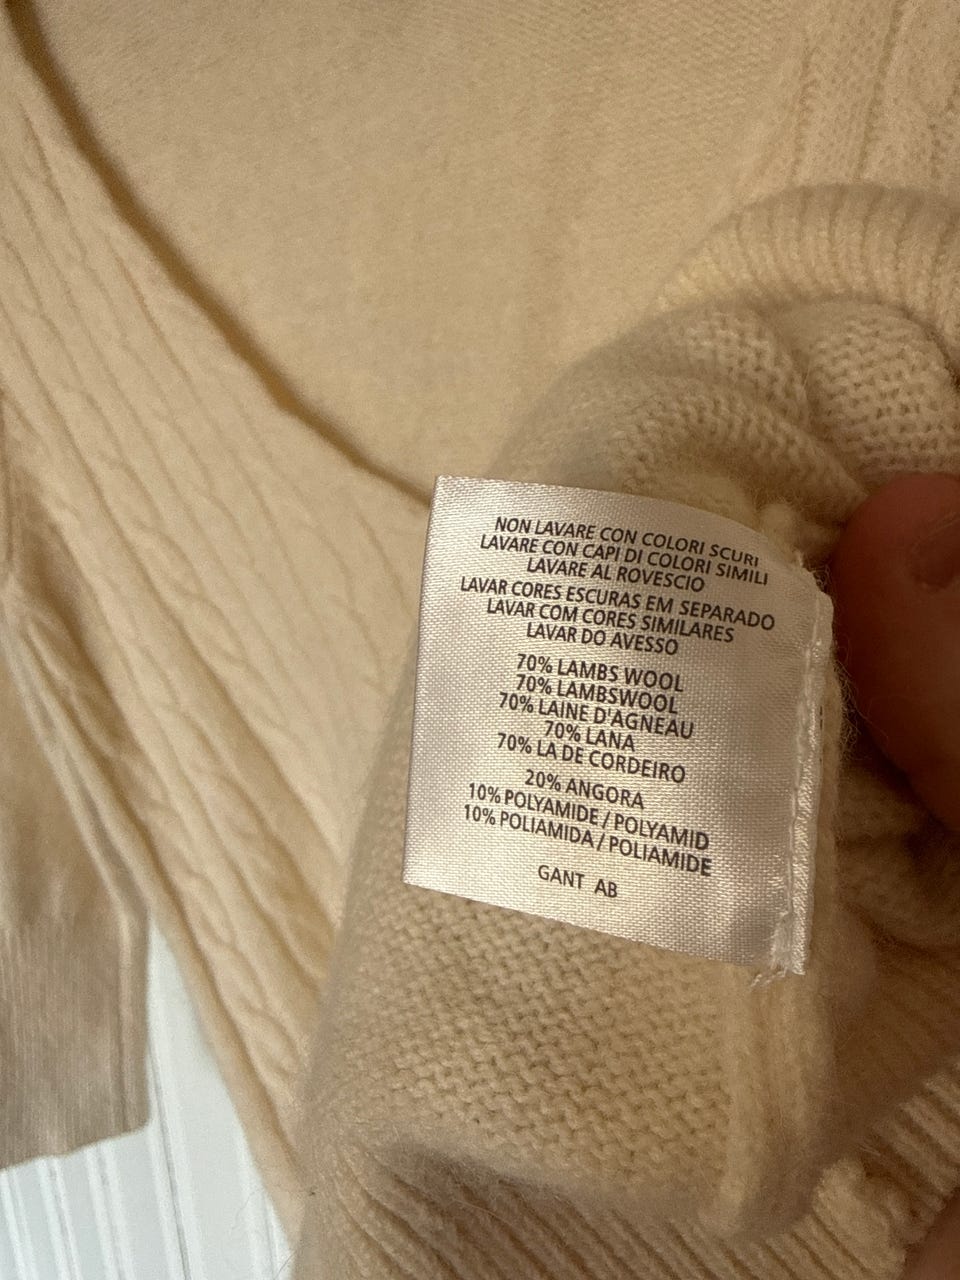 NON LAVARE CON COLORI SCURI
LAVARE CON CAPI DI COLORI SIMILI
LAVARE AL ROVESCIO
LAVAR CORES ESCURAS EM SEPARADO
LAVAR COM CORES SIMILARES
LAVAR DO AVESSO
70% LAMBS WOOL
70% LAMBSWOOL
70% LAINE D'AGNEAU
70% LANA
70% LA DE CORDEIRO
20% ANGORA
10% POLYAMIDE / POLYAMID
10% POLIAMIDA / POLIAMIDE
GANT AB